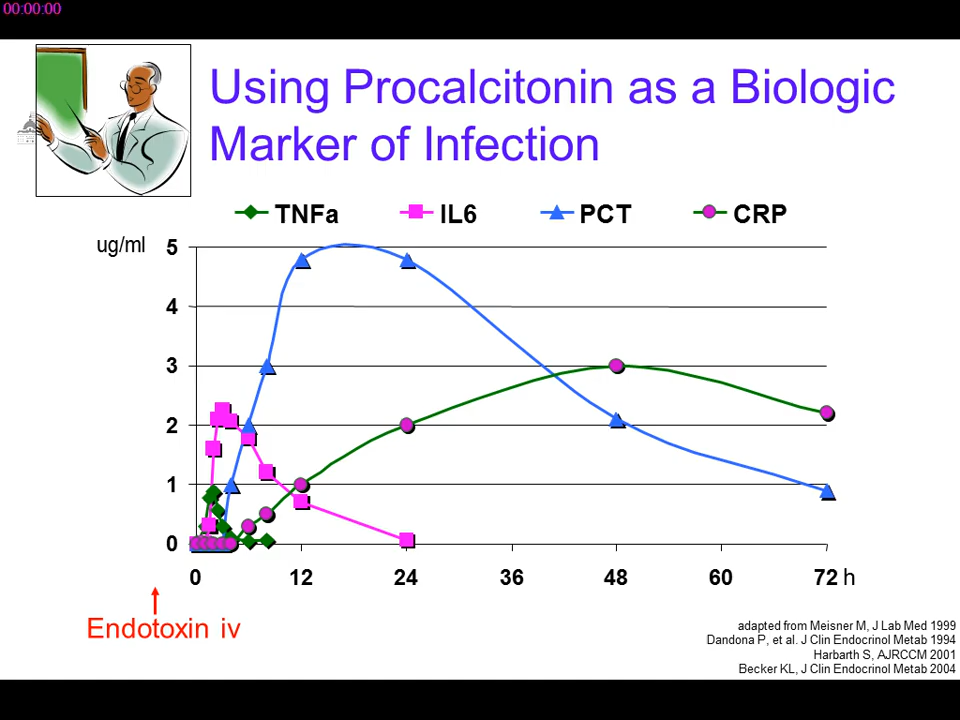 00:00:00
Using Procalcitonin as a Biologic
Marker of Infection
TNFa IL6 PCT CRP
ug/ml
5
4
3
2
1
0
0 12 24 36 48 60 72 h
Endotoxin iv
adapted from Meisner M, J Lab Med 1999
Dandona P, et al. J Clin Endocrinol Metab 1994
Harbarth S, AJRCCM 2001
Becker KL, J Clin Endocrinol Metab 2004